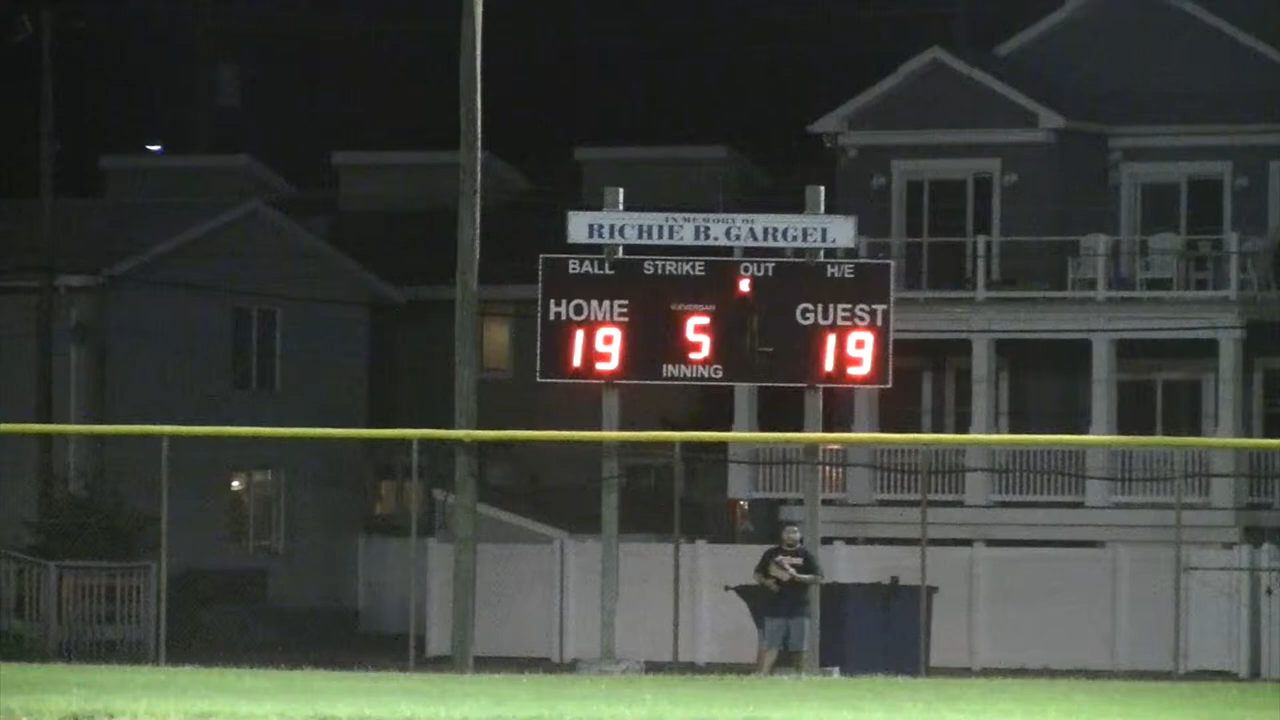 IN MEMORY OF
RICHIE B. GARGEL
BALL STRIKE OUT H/E
HOME GUEST
19 5 19
INNING